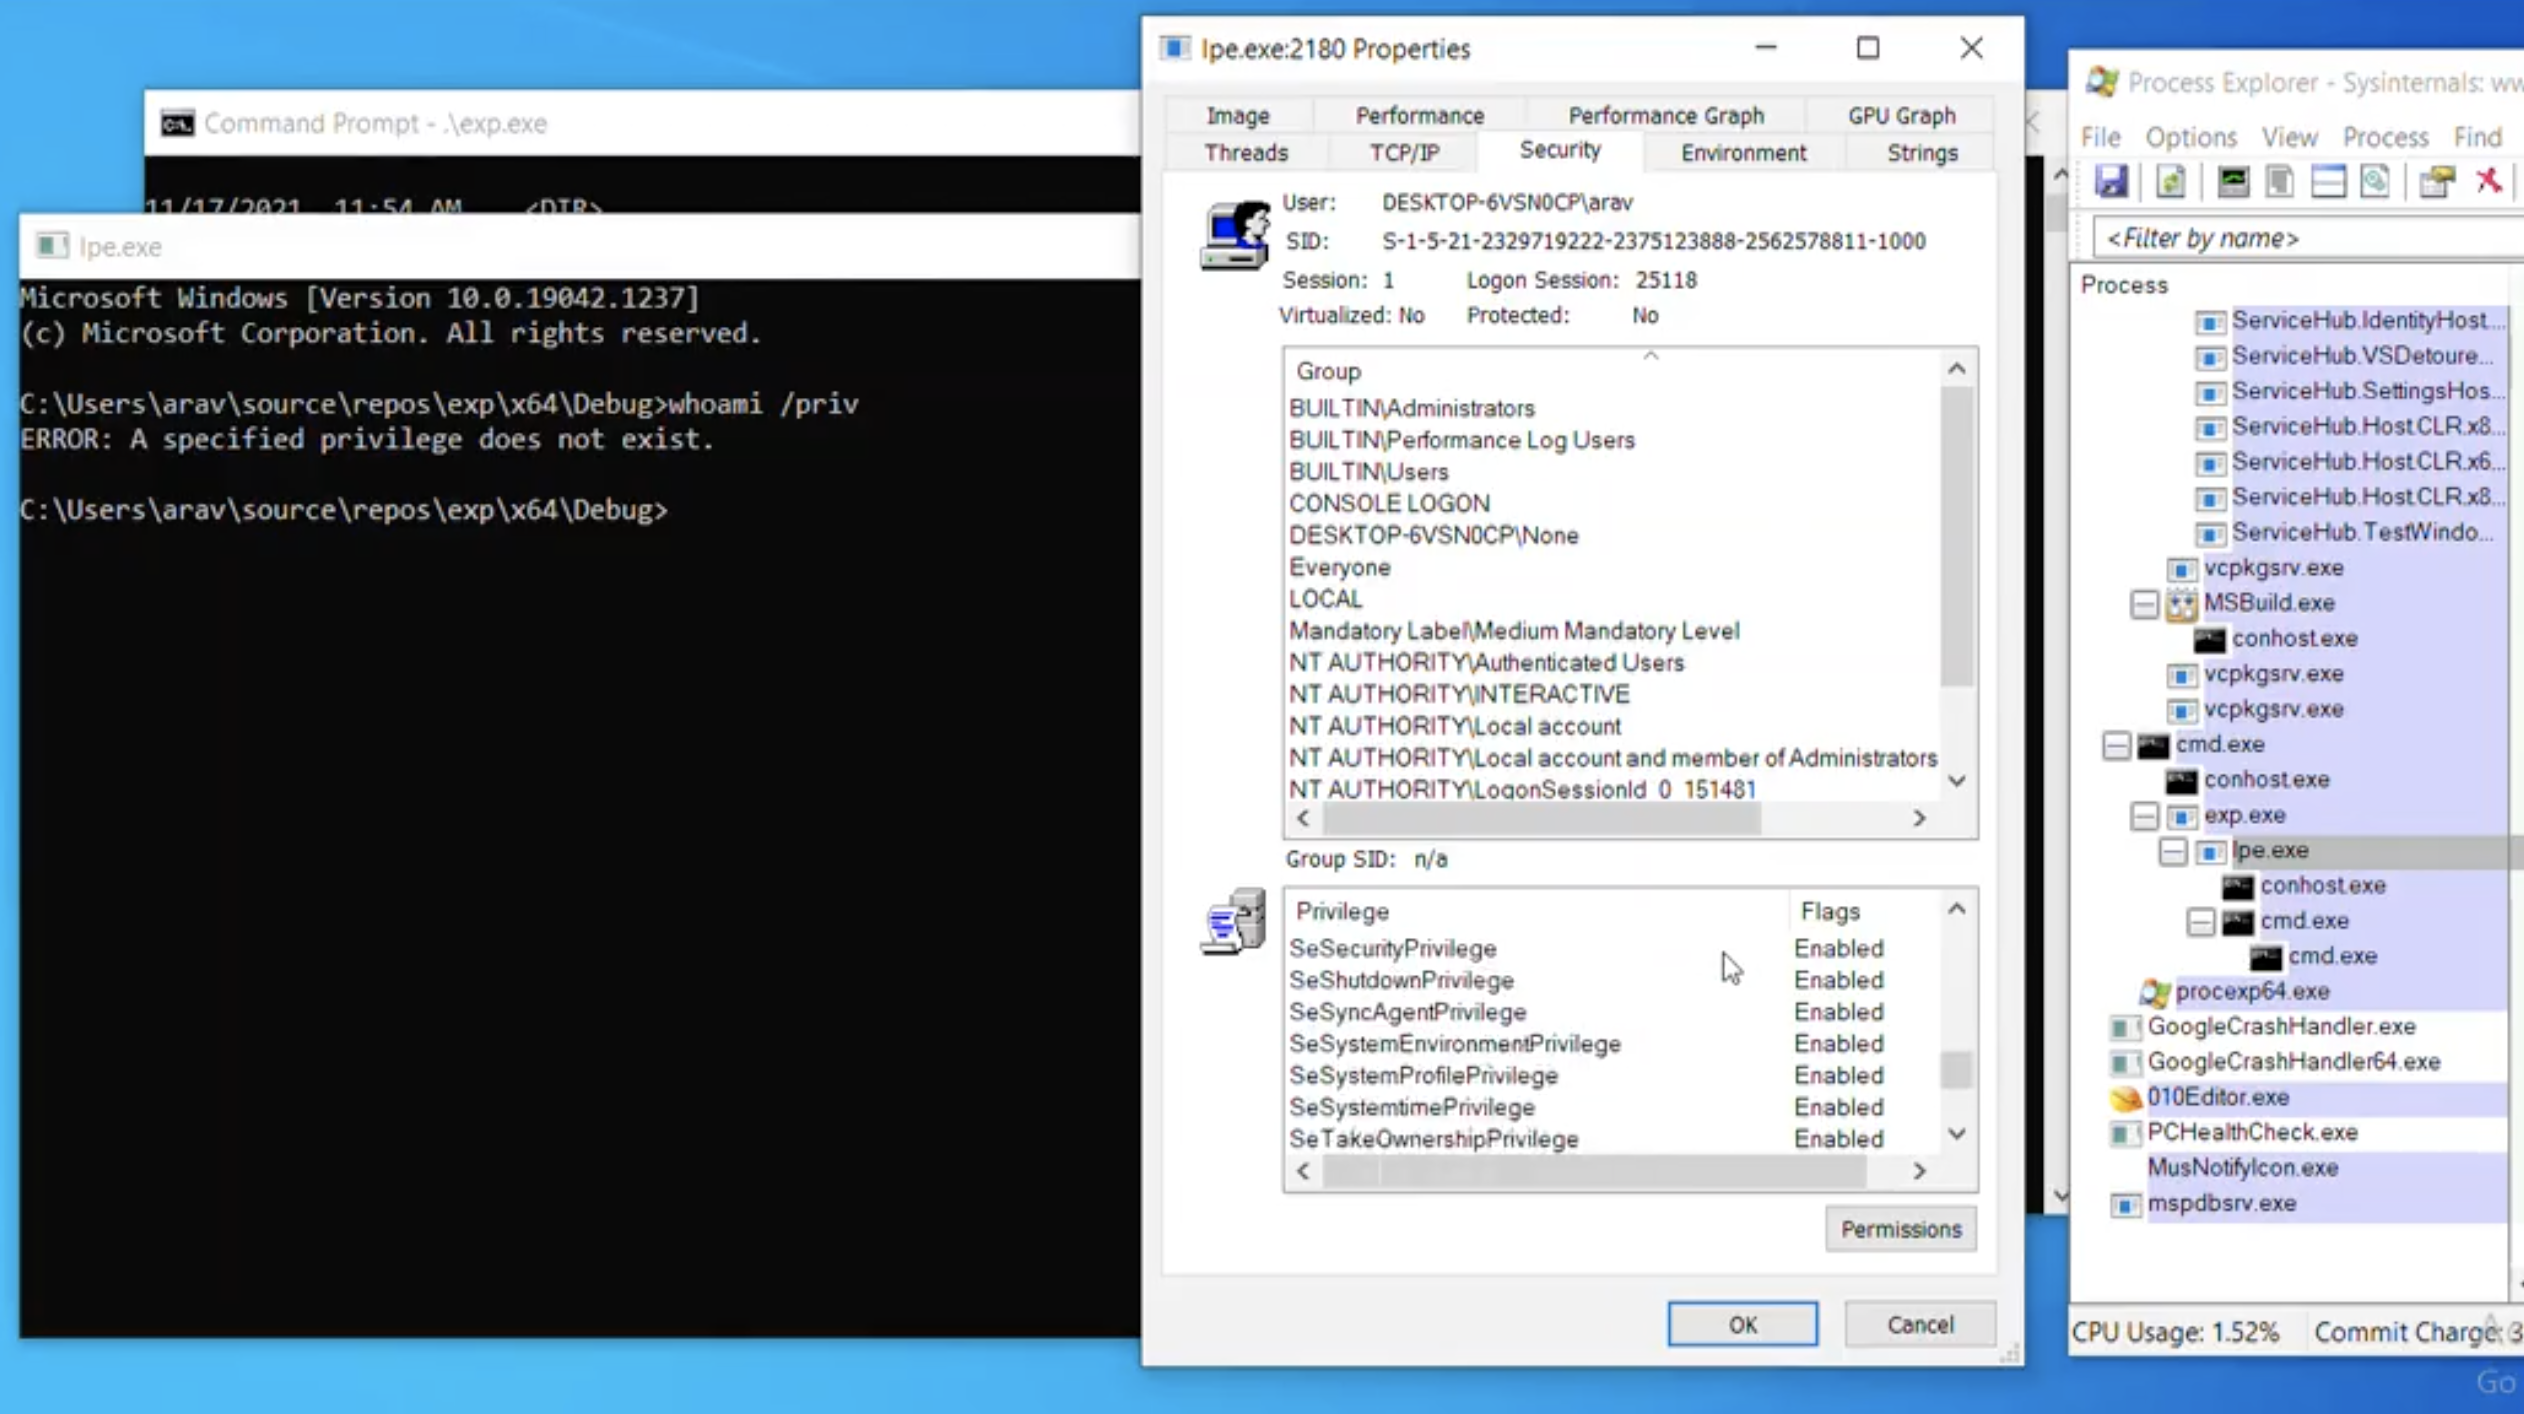 Command Prompt - .\exp.exe
11/17/2021 11:54 AM <DIR>
lpe.exe
Microsoft Windows [Version 10.0.19042.1237]
(c) Microsoft Corporation. All rights reserved.
C:\Users\arav\source\repos\exp\x64\Debug>whoami /priv
ERROR: A specified privilege does not exist.
C:\Users\arav\source\repos\exp\x64\Debug>
lpe.exe:2180 Properties
Image Performance Performance Graph GPU Graph
Threads TCP/IP Security Environment Strings
User: DESKTOP-6VSN0CP\arav
SID: S-1-5-21-2329719222-2375123888-2562578811-1000
Session: 1 Logon Session: 25118
Virtualized: No Protected: No
Group
BUILTIN\Administrators
BUILTIN\Performance Log Users
BUILTIN\Users
CONSOLE LOGON
DESKTOP-6VSN0CP\None
Everyone
LOCAL
Mandatory Label\Medium Mandatory Level
NT AUTHORITY\Authenticated Users
NT AUTHORITY\INTERACTIVE
NT AUTHORITY\Local account
NT AUTHORITY\Local account and member of Administrators
NT AUTHORITY\LogonSessionId_0_151481
Group SID: n/a
Privilege Flags
SeSecurityPrivilege Enabled
SeShutdownPrivilege Enabled
SeSyncAgentPrivilege Enabled
SeSystemEnvironmentPrivilege Enabled
SeSystemProfilePrivilege Enabled
SeSystemtimePrivilege Enabled
SeTakeOwnershipPrivilege Enabled
Permissions
OK Cancel
Process Explorer - Sysinternals: ww
File Options View Process Find
<Filter by name>
Process
ServiceHub.IdentityHost...
ServiceHub.VSDetoure...
ServiceHub.SettingsHos...
ServiceHub.Host.CLR.x8...
ServiceHub.Host.CLR.x6...
ServiceHub.Host.CLR.x8...
ServiceHub.TestWindo...
vcpkgsrv.exe
MSBuild.exe
conhost.exe
vcpkgsrv.exe
vcpkgsrv.exe
cmd.exe
conhost.exe
exp.exe
lpe.exe
conhost.exe
cmd.exe
cmd.exe
procexp64.exe
GoogleCrashHandler.exe
GoogleCrashHandler64.exe
010Editor.exe
PCHealthCheck.exe
MusNotifyIcon.exe
mspdbsrv.exe
CPU Usage: 1.52% Commit Charge: 3
Go